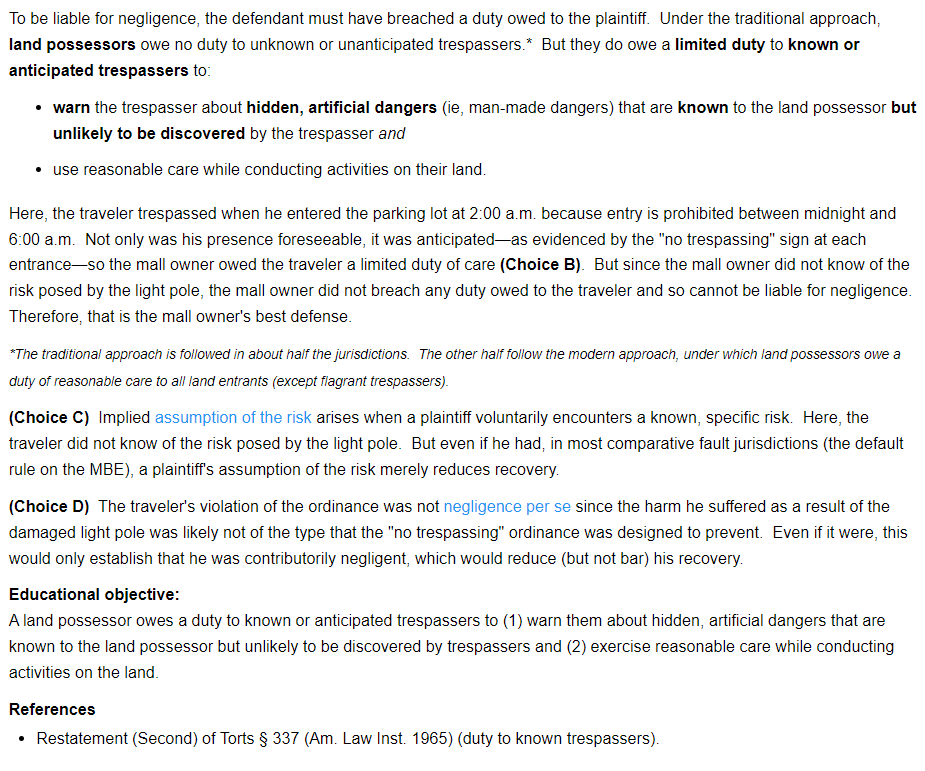 To be liable for negligence, the defendant must have breached a duty owed to the plaintiff.  Under the traditional approach,
land possessors owe no duty to unknown or unanticipated trespassers.*  But they do owe a limited duty to known or
anticipated trespassers to:
• warn the trespasser about hidden, artificial dangers (ie, man-made dangers) that are known to the land possessor but
unlikely to be discovered by the trespasser and
• use reasonable care while conducting activities on their land.
Here, the traveler trespassed when he entered the parking lot at 2:00 a.m. because entry is prohibited between midnight and
6:00 a.m.  Not only was his presence foreseeable, it was anticipated—as evidenced by the "no trespassing" sign at each
entrance—so the mall owner owed the traveler a limited duty of care (Choice B).  But since the mall owner did not know of the
risk posed by the light pole, the mall owner did not breach any duty owed to the traveler and so cannot be liable for negligence.
Therefore, that is the mall owner's best defense.
*The traditional approach is followed in about half the jurisdictions.  The other half follow the modern approach, under which land possessors owe a
duty of reasonable care to all land entrants (except flagrant trespassers).
(Choice C)  Implied assumption of the risk arises when a plaintiff voluntarily encounters a known, specific risk.  Here, the
traveler did not know of the risk posed by the light pole.  But even if he had, in most comparative fault jurisdictions (the default
rule on the MBE), a plaintiff's assumption of the risk merely reduces recovery.
(Choice D)  The traveler's violation of the ordinance was not negligence per se since the harm he suffered as a result of the
damaged light pole was likely not of the type that the "no trespassing" ordinance was designed to prevent.  Even if it were, this
would only establish that he was contributorily negligent, which would reduce (but not bar) his recovery.
Educational objective:
A land possessor owes a duty to known or anticipated trespassers to (1) warn them about hidden, artificial dangers that are
known to the land possessor but unlikely to be discovered by trespassers and (2) exercise reasonable care while conducting
activities on the land.
References
• Restatement (Second) of Torts § 337 (Am. Law Inst. 1965) (duty to known trespassers).